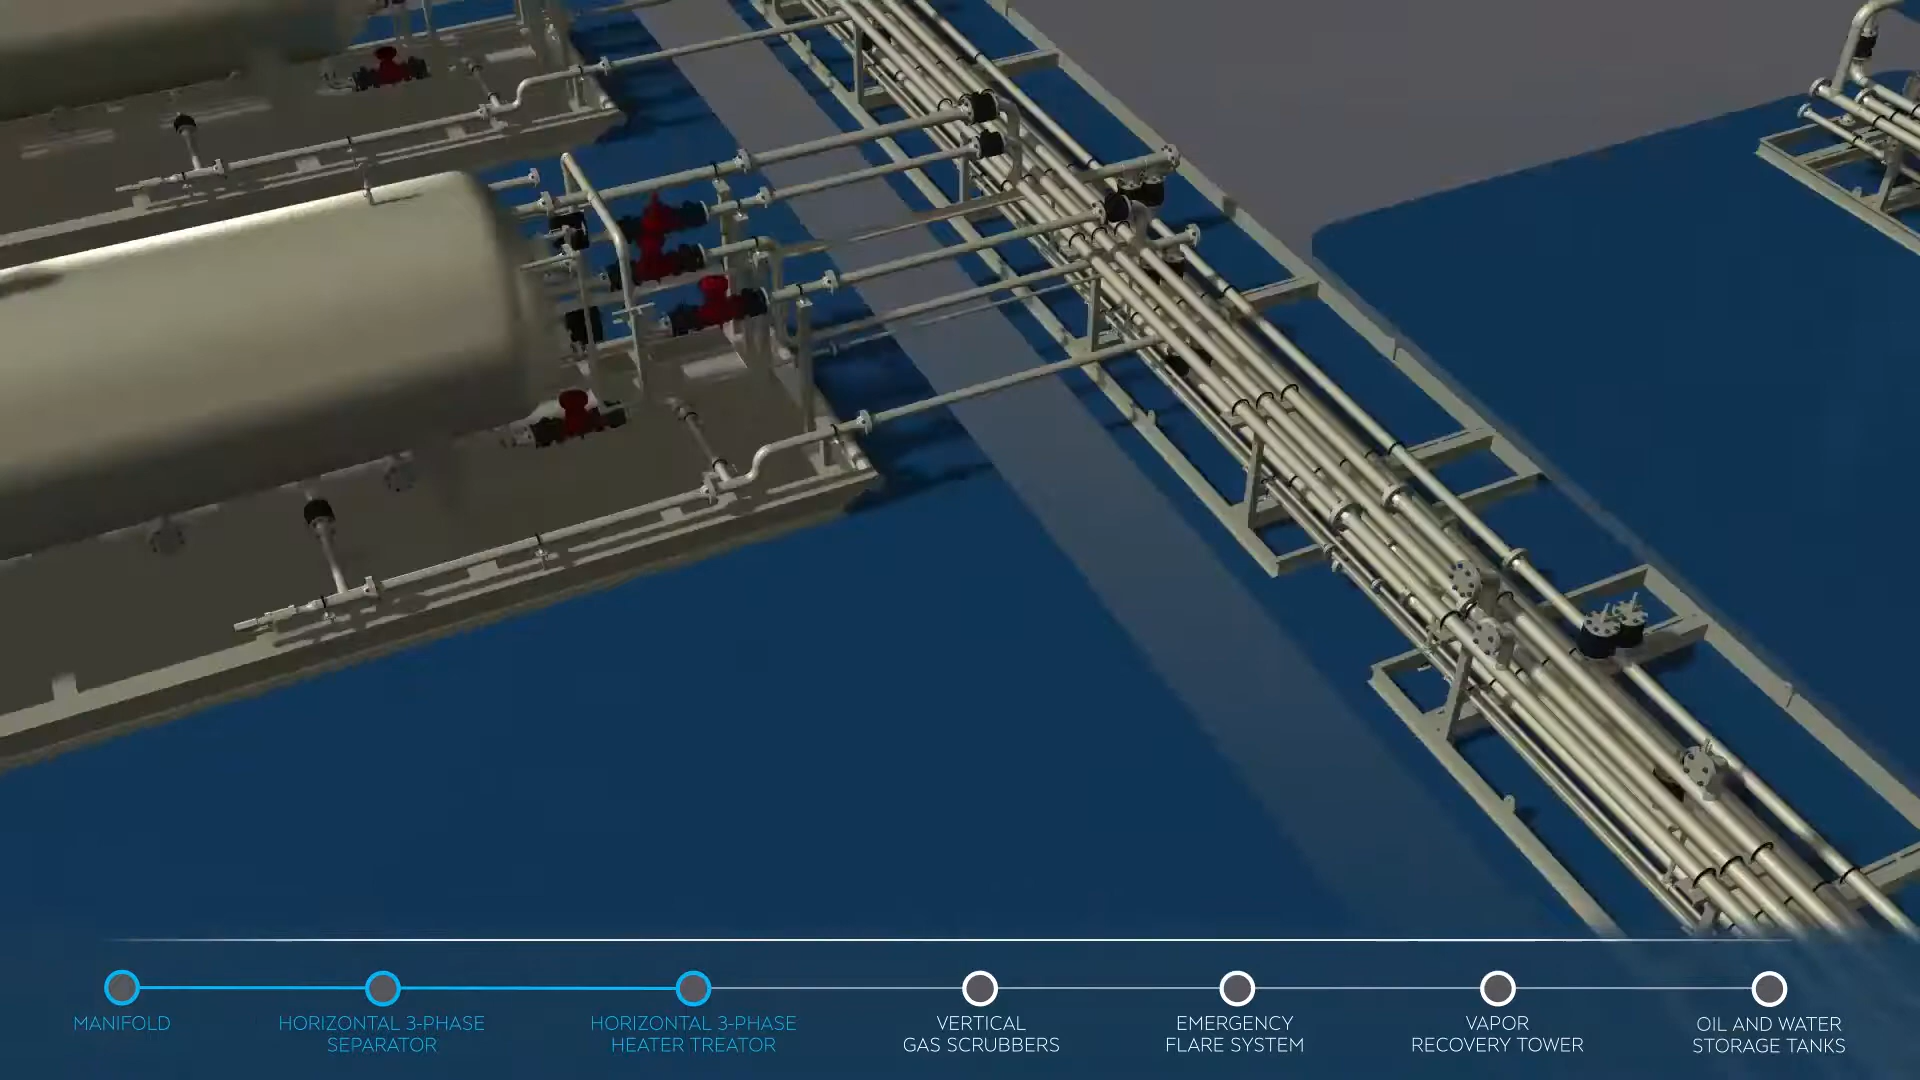 MANIFOLD
HORIZONTAL 3-PHASE
SEPARATOR
HORIZONTAL 3-PHASE
HEATER TREATOR
VERTICAL
GAS SCRUBBERS
EMERGENCY
FLARE SYSTEM
VAPOR
RECOVERY TOWER
OIL AND WATER
STORAGE TANKS